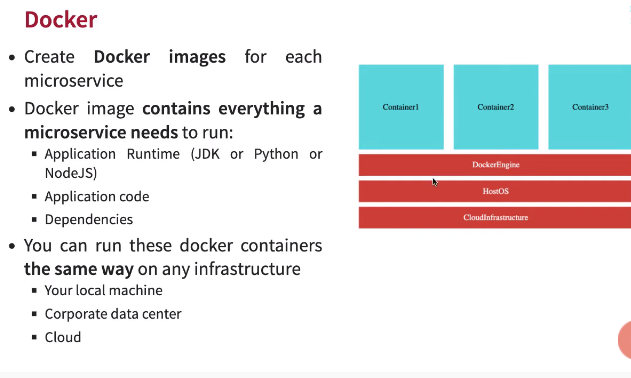 Docker
• Create Docker images for each
microservice
• Docker image contains everything a
microservice needs to run:
▪ Application Runtime (JDK or Python or
NodeJS)
▪ Application code
▪ Dependencies
• You can run these docker containers
the same way on any infrastructure
▪ Your local machine
▪ Corporate data center
▪ Cloud
Container1
Container2
Container3
DockerEngine
HostOS
CloudInfrastructure